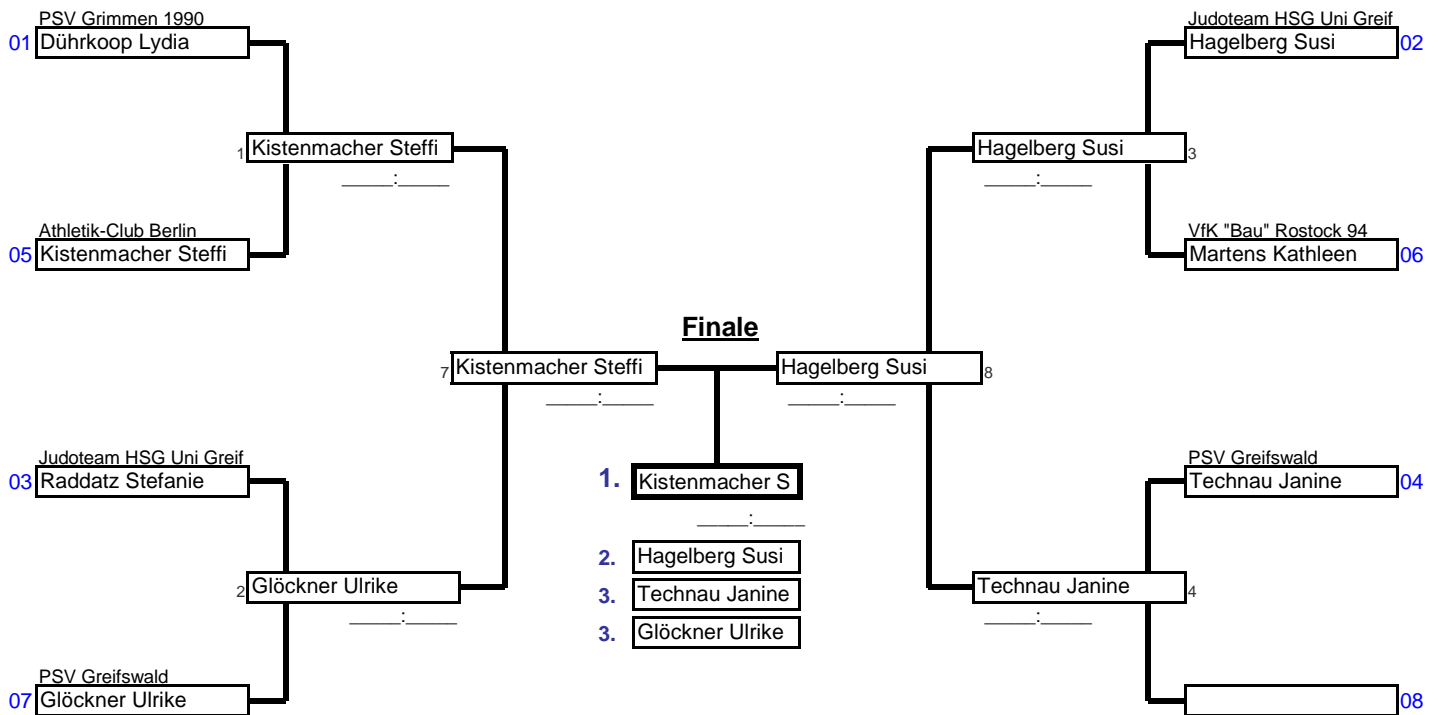 PSV Grimmen 1990
01 Dührkoop Lydia
Judoteam HSG Uni Greif
Hagelberg Susi 02
1 Kistenmacher Steffi
_____:_____
Hagelberg Susi 3
_____:_____
Athletik-Club Berlin
05 Kistenmacher Steffi
VfK "Bau" Rostock 94
Martens Kathleen 06
Finale
7 Kistenmacher Steffi
_____:_____
Hagelberg Susi 8
_____:_____
Judoteam HSG Uni Greif
03 Raddatz Stefanie
1. Kistenmacher S
_____:_____
PSV Greifswald
Technau Janine 04
2. Hagelberg Susi
3. Technau Janine
3. Glöckner Ulrike
2 Glöckner Ulrike
_____:_____
Technau Janine 4
_____:_____
PSV Greifswald
07 Glöckner Ulrike
08